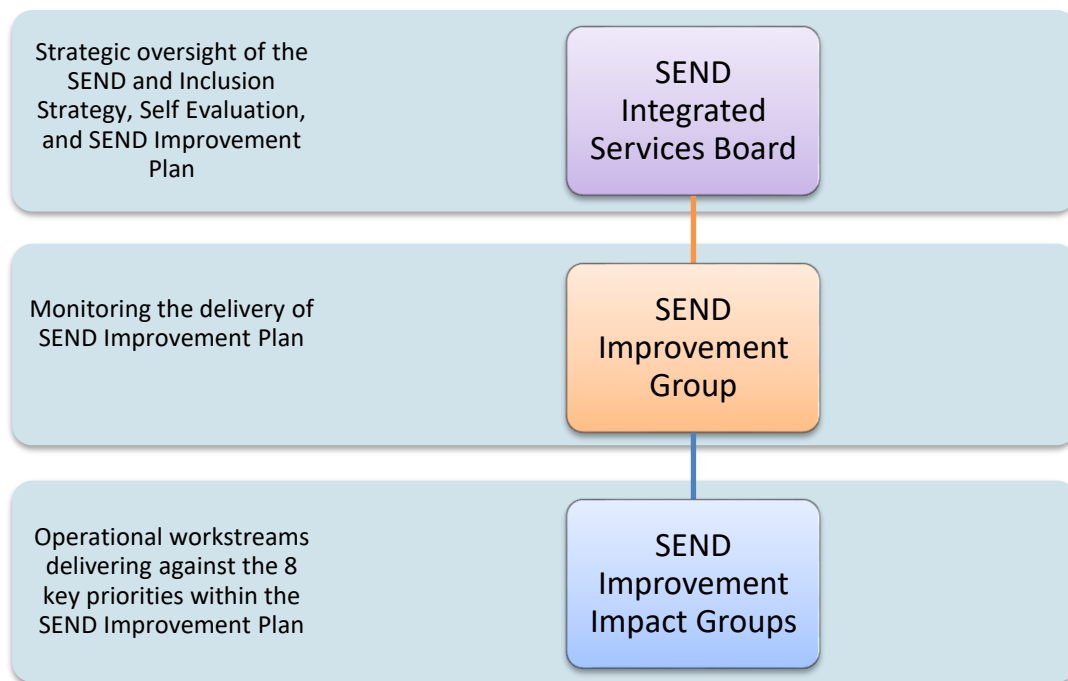 Strategic oversight of the
SEND and Inclusion
Strategy, Self Evaluation,
and SEND Improvement
Plan
SEND
Integrated
Services Board
Monitoring the delivery of
SEND Improvement Plan
SEND
Improvement
Group
Operational workstreams
delivering against the 8
key priorities within the
SEND Improvement Plan
SEND
Improvement
Impact Groups